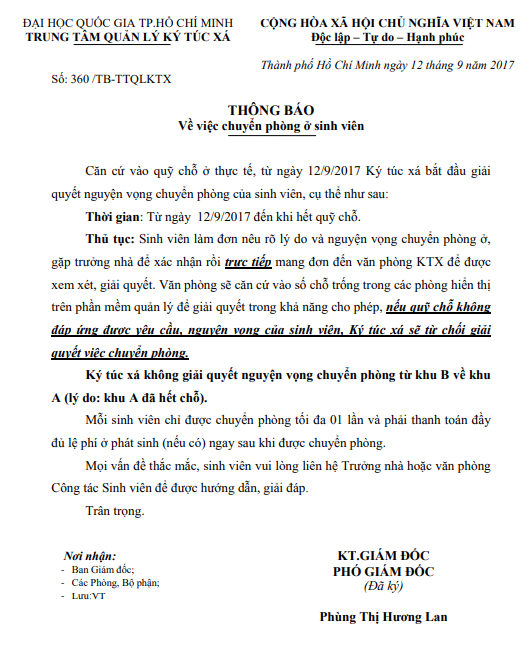 ĐẠI HỌC QUỐC GIA TP.HỒ CHÍ MINH
TRUNG TÂM QUẢN LÝ KÝ TÚC XÁ
CỘNG HÒA XÃ HỘI CHỦ NGHĨA VIỆT NAM
Độc lập – Tự do – Hạnh phúc
Thành phố Hồ Chí Minh ngày 12 tháng 9 năm 2017
Số: 360 /TB-TTQLKTX
THÔNG BÁO
Về việc chuyển phòng ở sinh viên
Căn cứ vào quỹ chỗ ở thực tế, từ ngày 12/9/2017 Ký túc xá bắt đầu giải
quyết nguyện vọng chuyển phòng của sinh viên, cụ thể như sau:
Thời gian: Từ ngày 12/9/2017 đến khi hết quỹ chỗ.
Thủ tục: Sinh viên làm đơn nêu rõ lý do và nguyện vọng chuyển phòng ở,
gặp trưởng nhà để xác nhận rồi trực tiếp mang đơn đến văn phòng KTX để được
xem xét, giải quyết. Văn phòng sẽ căn cứ vào số chỗ trống trong các phòng hiển thị
trên phần mềm quản lý để giải quyết trong khả năng cho phép, nếu quỹ chỗ không
đáp ứng được yêu cầu, nguyện vọng của sinh viên, Ký túc xá sẽ từ chối giải
quyết việc chuyển phòng.
Ký túc xá không giải quyết nguyện vọng chuyển phòng từ khu B về khu
A (lý do: khu A đã hết chỗ).
Mỗi sinh viên chỉ được chuyển phòng tối đa 01 lần và phải thanh toán đầy
đủ lệ phí ở phát sinh (nếu có) ngay sau khi được chuyển phòng.
Mọi vấn đề thắc mắc, sinh viên vui lòng liên hệ Trưởng nhà hoặc văn phòng
Công tác Sinh viên để được hướng dẫn, giải đáp.
Trân trọng.
Nơi nhận:
- Ban Giám đốc;
- Các Phòng, Bộ phận;
- Lưu:VT
KT.GIÁM ĐỐC
PHÓ GIÁM ĐỐC
(Đã ký)
Phùng Thị Hương Lan